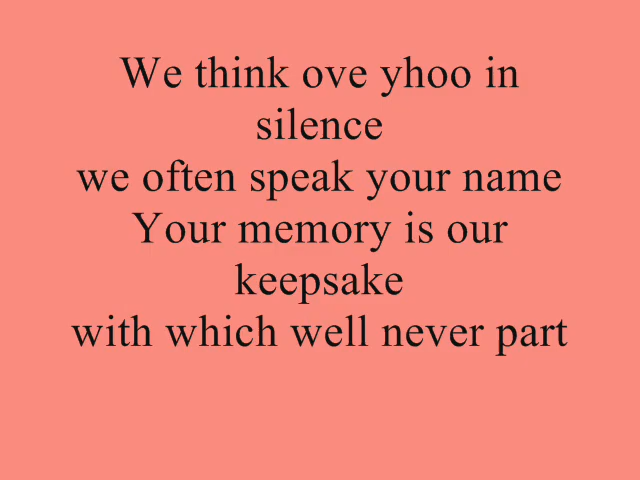 We think ove yhoo in
silence
we often speak your name
Your memory is our
keepsake
with which well never part